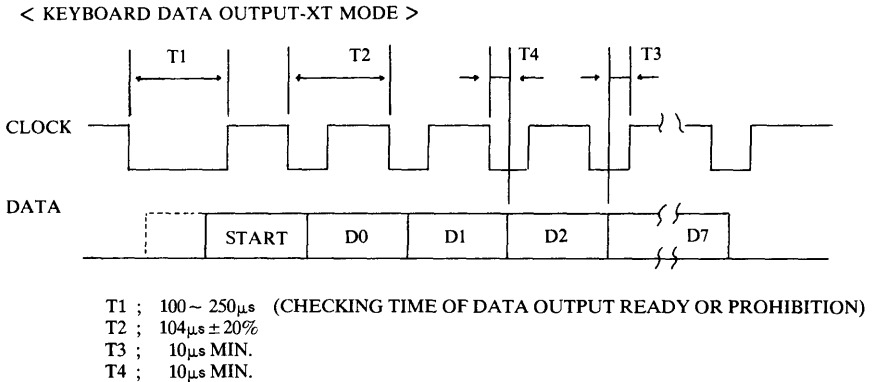 < KEYBOARD DATA OUTPUT-XT MODE >
T1 T2 T4 T3
CLOCK
DATA
START D0 D1 D2 D7
T1 ; 100 ~ 250µs (CHECKING TIME OF DATA OUTPUT READY OR PROHIBITION)
T2 ; 104µs ± 20%
T3 ; 10µs MIN.
T4 ; 10µs MIN.